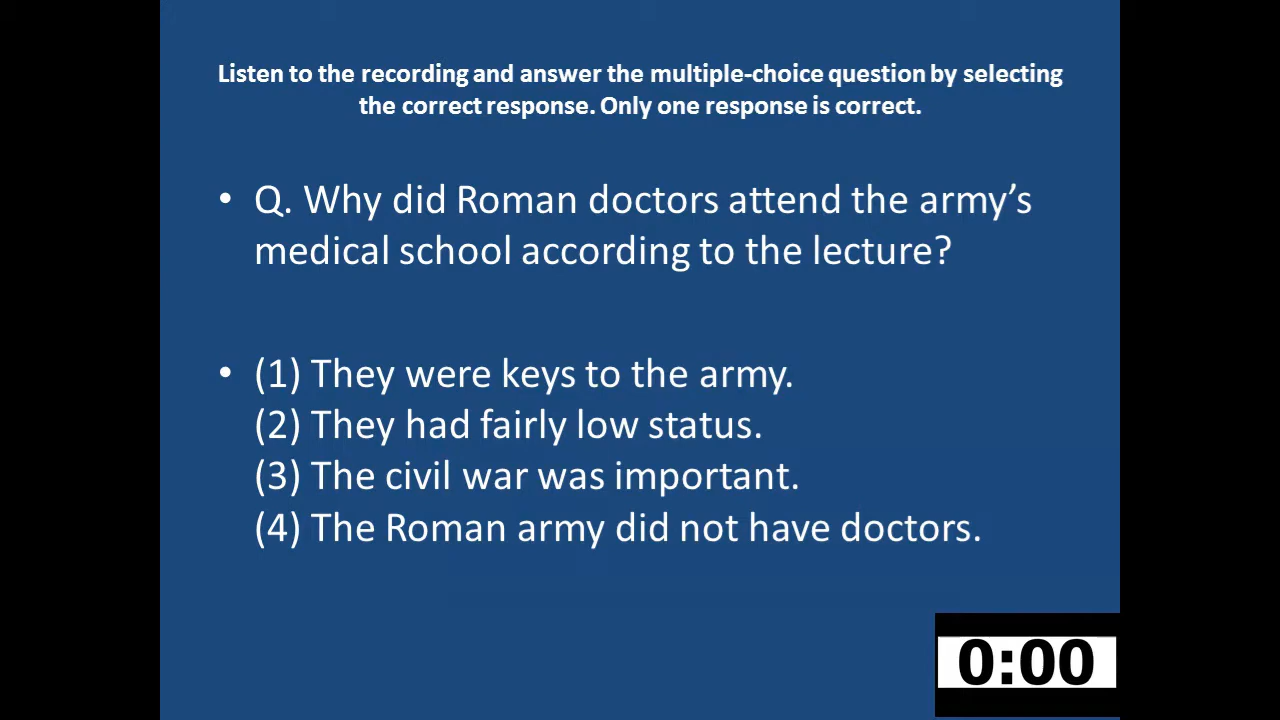 Listen to the recording and answer the multiple-choice question by selecting
the correct response. Only one response is correct.
• Q. Why did Roman doctors attend the army’s
medical school according to the lecture?
• (1) They were keys to the army.
(2) They had fairly low status.
(3) The civil war was important.
(4) The Roman army did not have doctors.
0:00